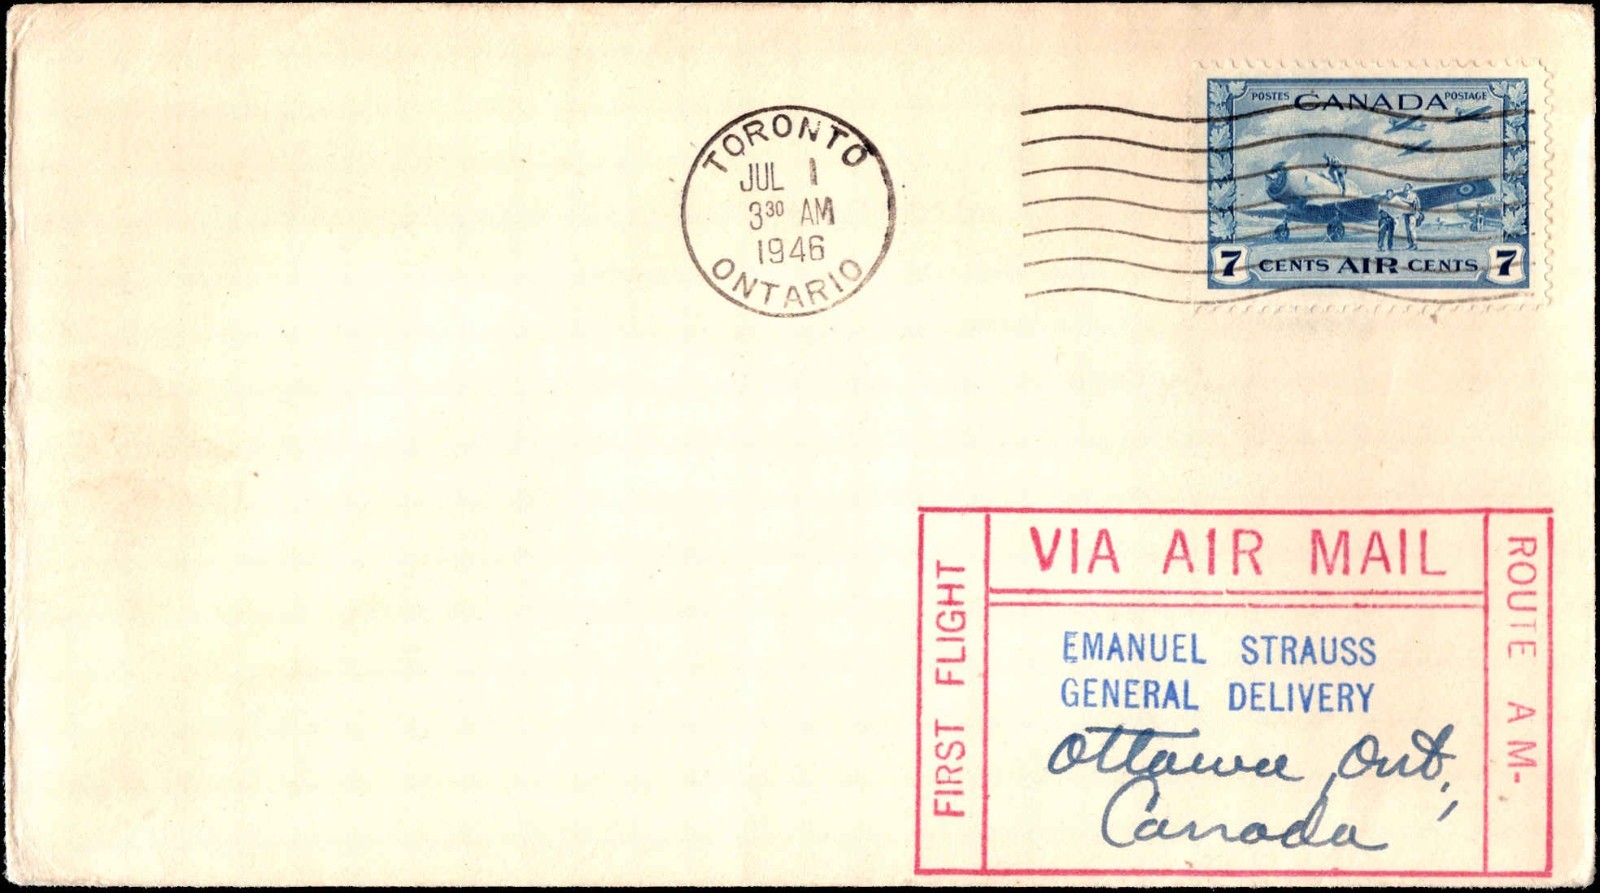 TORONTO
JUL 1
3 30 AM
1946
ONTARIO
POSTES CANADA POSTAGE
7 CENTS AIR CENTS 7
FIRST FLIGHT
VIA AIR MAIL
EMANUEL STRAUSS
GENERAL DELIVERY
Ottawa, Ont.,
Canada
ROUTE A M-